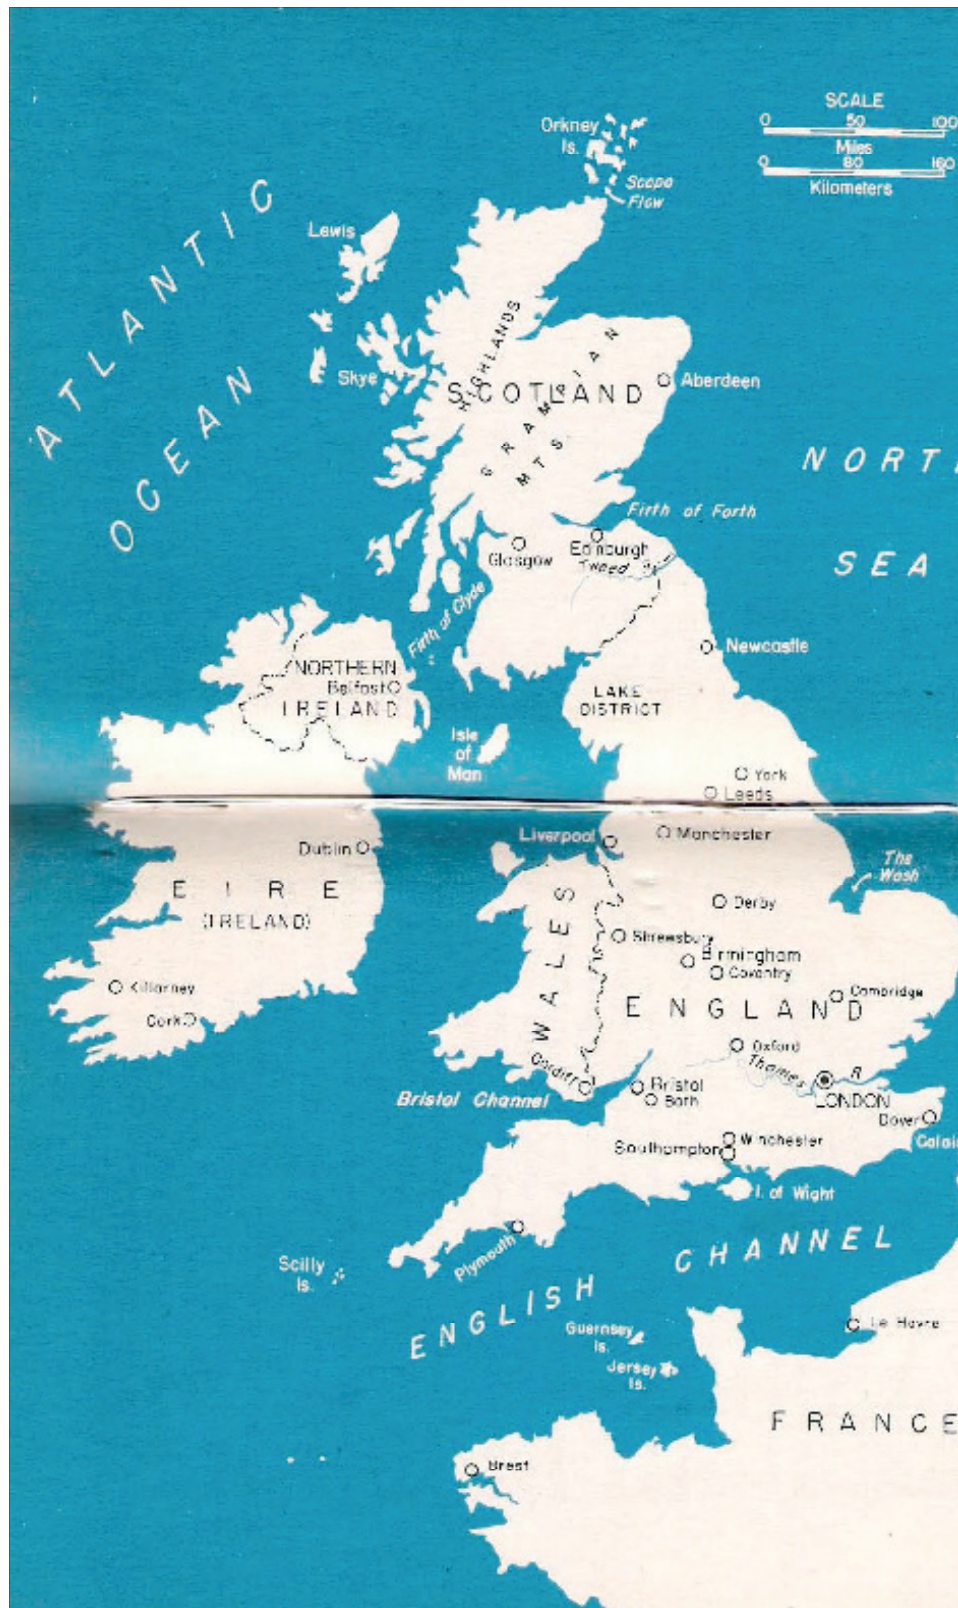 SCALE
0 50 100
Miles
0 80 160
Kilometers
Orkney
Is.
Scapa
Flow
ATLANTIC
OCEAN
Lewis
HIGHLANDS
Skye
SCOTLAND
GRAMPIAN
MTS.
Aberdeen
NORT
SEA
Firth of Forth
Glasgow
Edinburgh
Tweed R.
Firth of Clyde
Newcastle
NORTHERN
Belfast
IRELAND
LAKE
DISTRICT
Isle
of
Man
York
Leeds
Liverpool
Manchester
Dublin
The
Wash
EIRE
(IRELAND)
Derby
WALES
Shrewsbury
Birmingham
Coventry
Killarney
Cork
ENGLAND
Cambridge
Oxford
Thames R
Cardiff
Bristol Channel
Bristol
Bath
LONDON
Dover
Calai
Winchester
Southampton
I. of Wight
Plymouth
Scilly
Is.
ENGLISH CHANNEL
Guernsey
Is.
Jersey
Is.
Le Havre
FRANCE
Brest